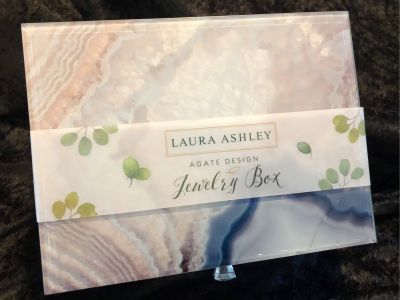 LAURA ASHLEY
AGATE DESIGN
Jewelry Box